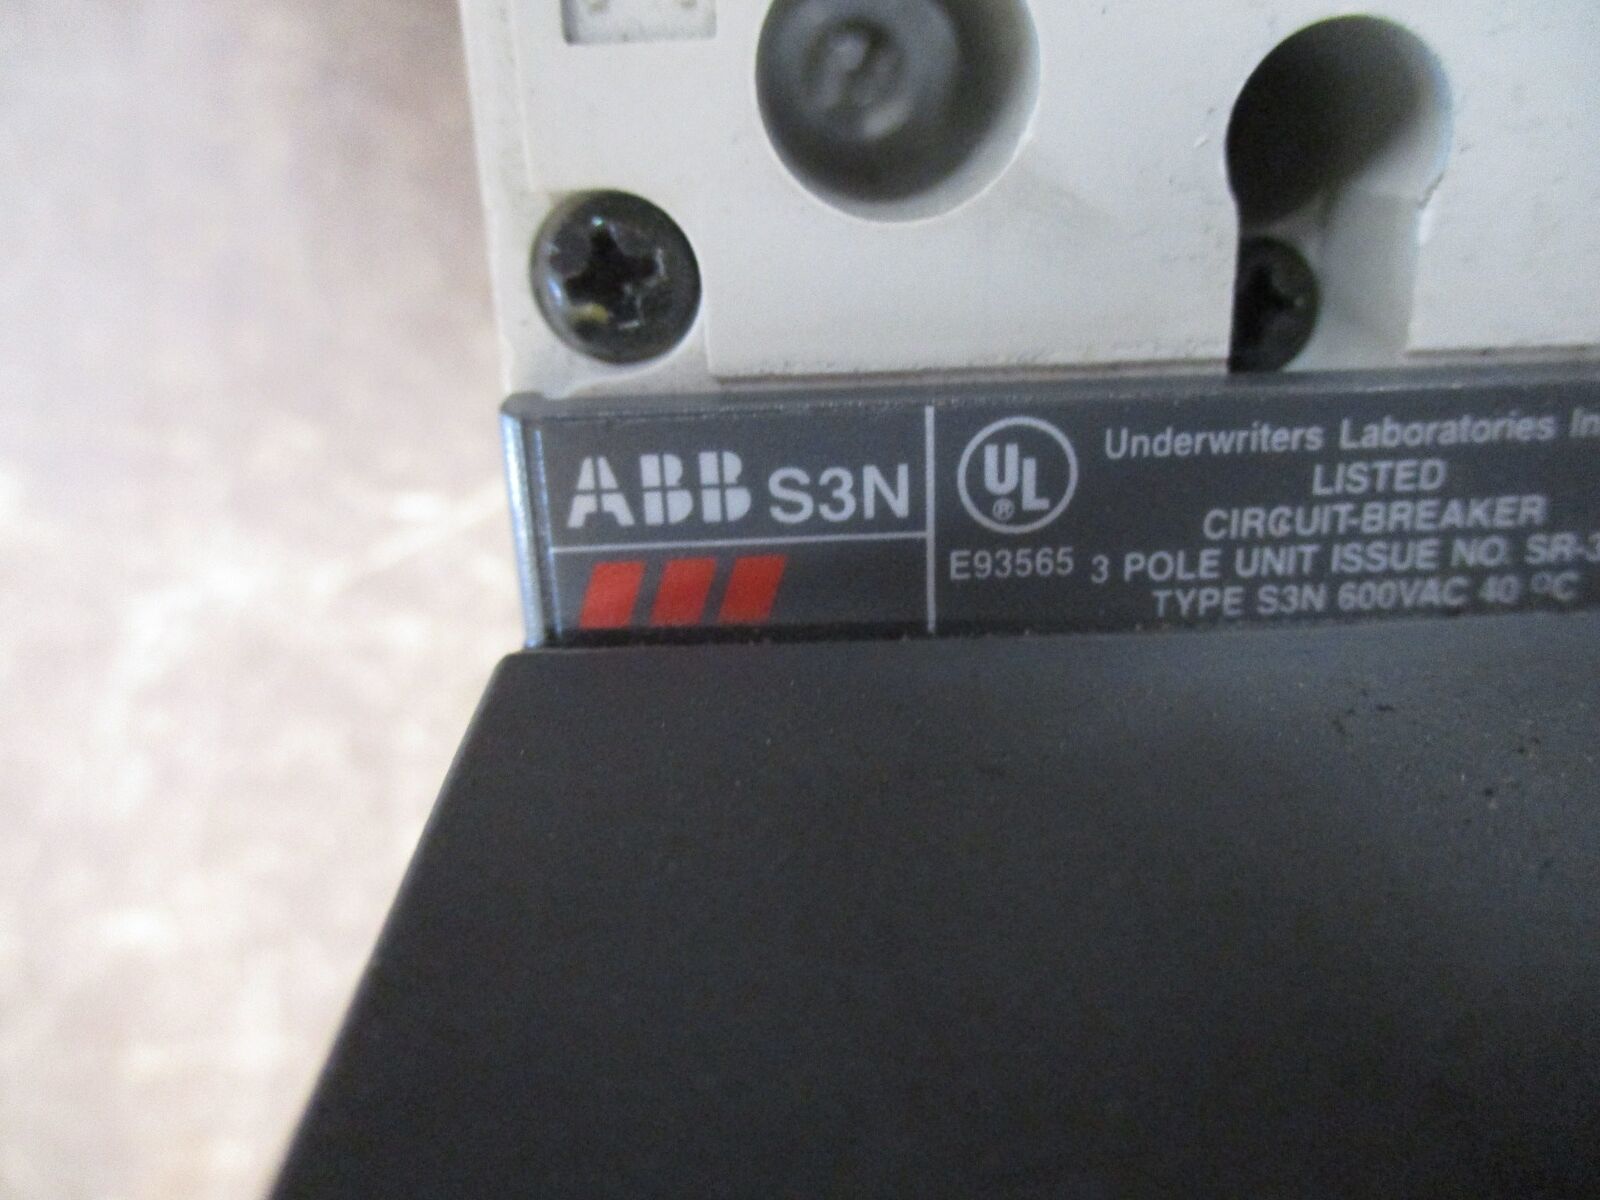 ABB S3N
UL ®
E93565
Underwriters Laboratories In
LISTED
CIRCUIT-BREAKER
3 POLE UNIT ISSUE NO. SR-3
TYPE S3N 600VAC 40 °C